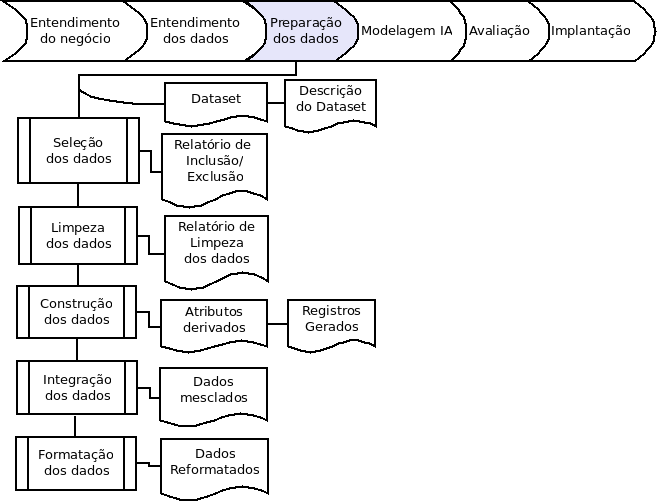 Entendimento
do negócio
Entendimento
dos dados
Preparação
dos dados
Modelagem IA
Avaliação
Implantação
Dataset
Descrição
do Dataset
Seleção
dos dados
Relatório de
Inclusão/
Exclusão
Limpeza
dos dados
Relatório de
Limpeza
dos dados
Construção
dos dados
Atributos
derivados
Registros
Gerados
Integração
dos dados
Dados
mesclados
Formatação
dos dados
Dados
Reformatados